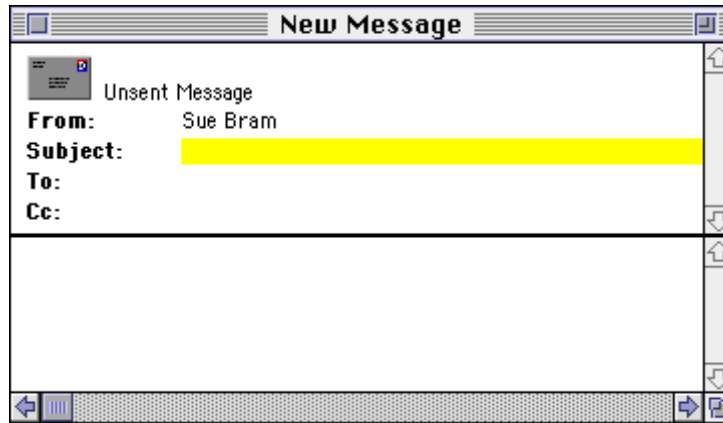 New Message
Unsent Message
From: Sue Bram
Subject:
To:
Cc: